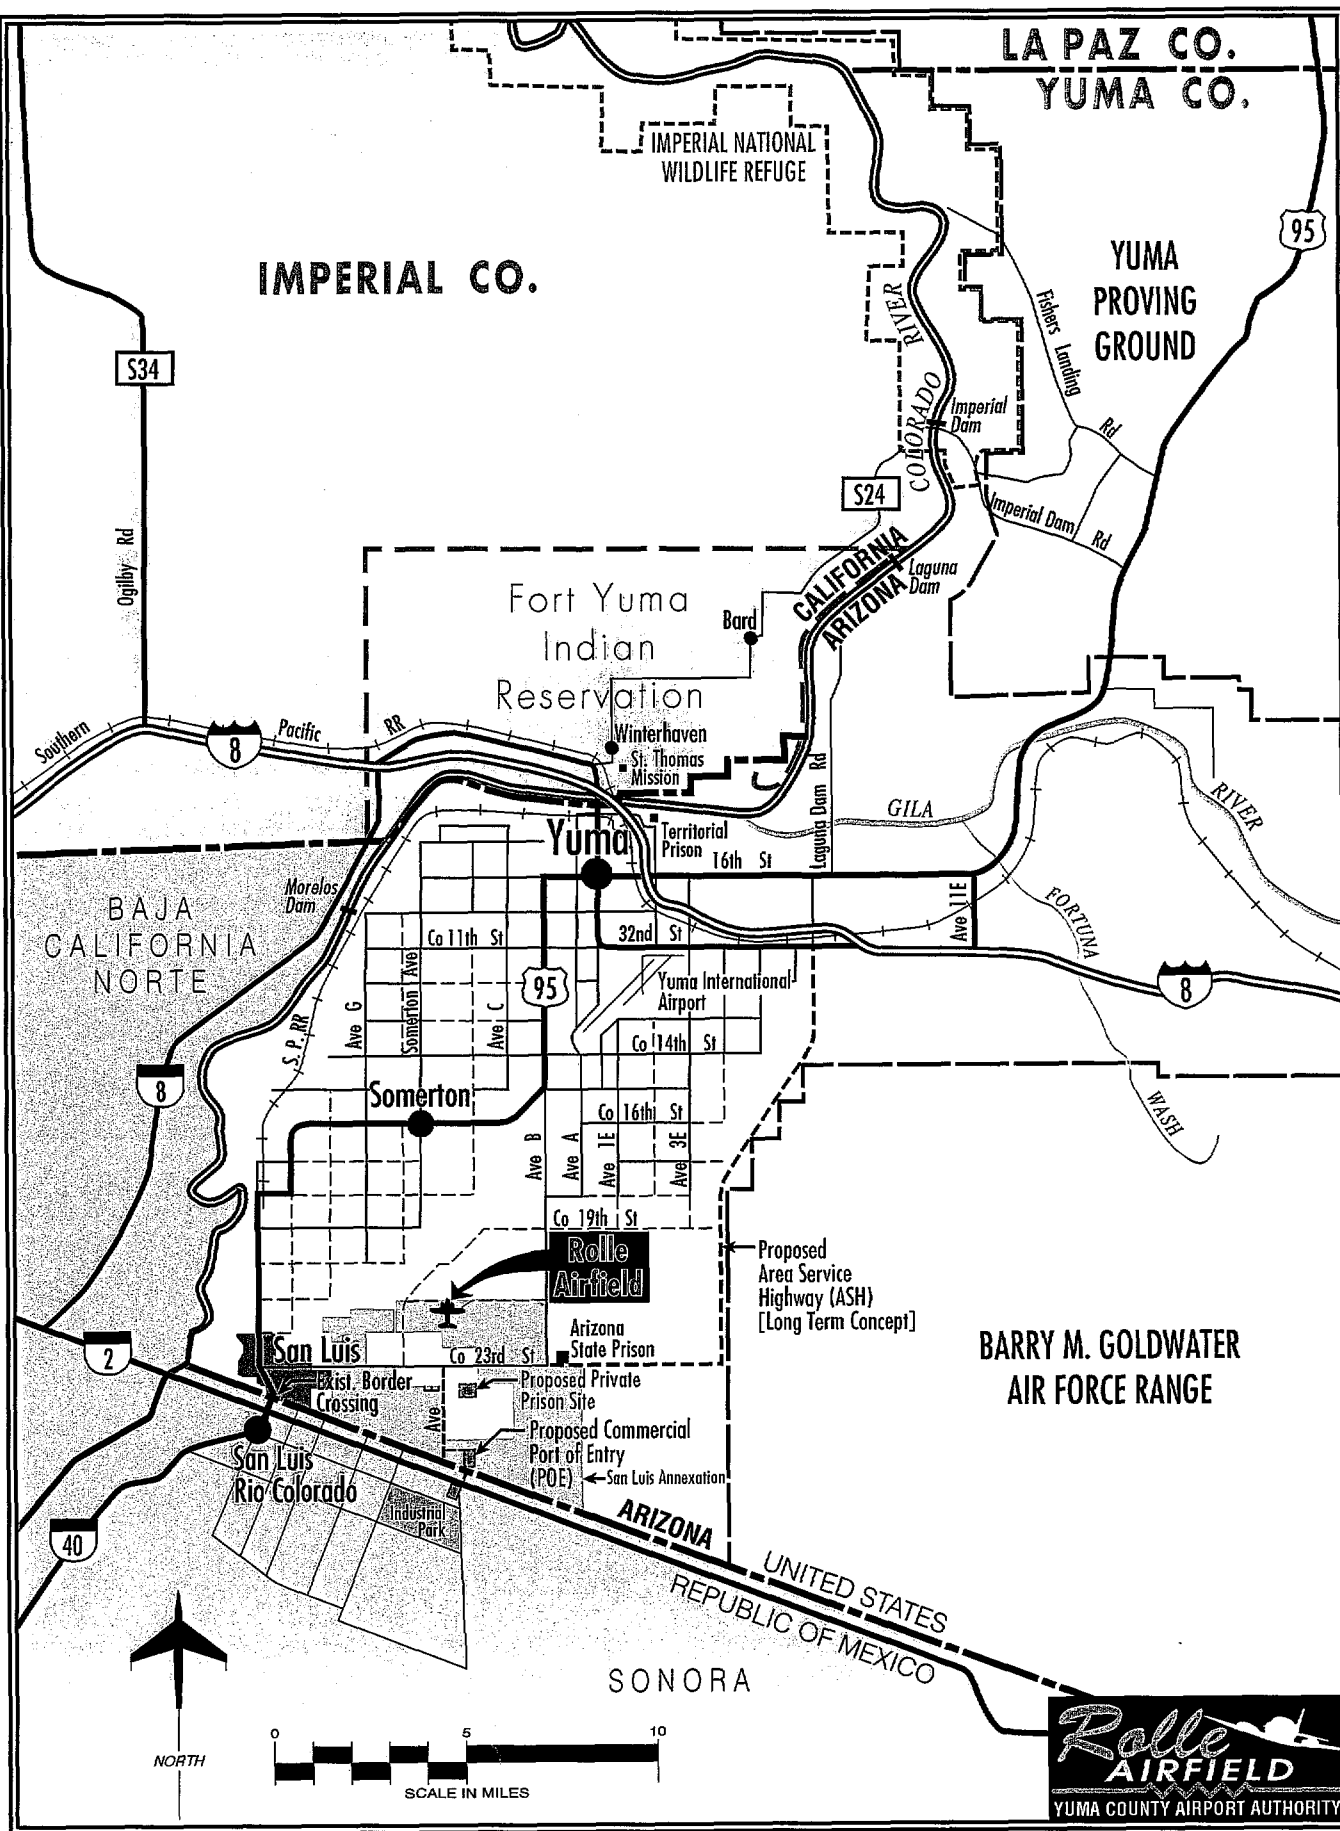 LA PAZ CO.
YUMA CO.
IMPERIAL NATIONAL
WILDLIFE REFUGE
95
IMPERIAL CO.
YUMA
PROVING
GROUND
RIVER
Fishers Landing
S34
COLORADO
Imperial
Dam
Rd
S24
Imperial Dam
Rd
Ogilby Rd
CALIFORNIA
ARIZONA
Laguna
Dam
Fort Yuma
Indian
Reservation
Bard
Southern
Pacific
RR
8
Winterhaven
St. Thomas
Mission
Laguna Dam Rd
GILA
RIVER
Yuma
Territorial
Prison
16th St
Morelos
Dam
BAJA
CALIFORNIA
NORTE
Ave 11E
FORTUNA
Co 11th St
32nd St
95
Yuma International
Airport
8
S. P. RR
Ave G
Somerton Ave
Ave C
Co 14th St
8
Somerton
Co 16th St
WASH
Ave B
Ave A
Ave 1E
Ave 3E
Co 19th St
Rolle
Airfield
Proposed
Area Service
Highway (ASH)
[Long Term Concept]
2
San Luis
Arizona
State Prison
Co 23rd St
BARRY M. GOLDWATER
AIR FORCE RANGE
Exist. Border
Crossing
Proposed Private
Prison Site
Ave
Proposed Commercial
Port of Entry
(POE)
San Luis Annexation
San Luis
Rio Colorado
Industrial
Park
40
ARIZONA
UNITED STATES
REPUBLIC OF MEXICO
SONORA
NORTH
0 5 10
SCALE IN MILES
Rolle
AIRFIELD
YUMA COUNTY AIRPORT AUTHORITY